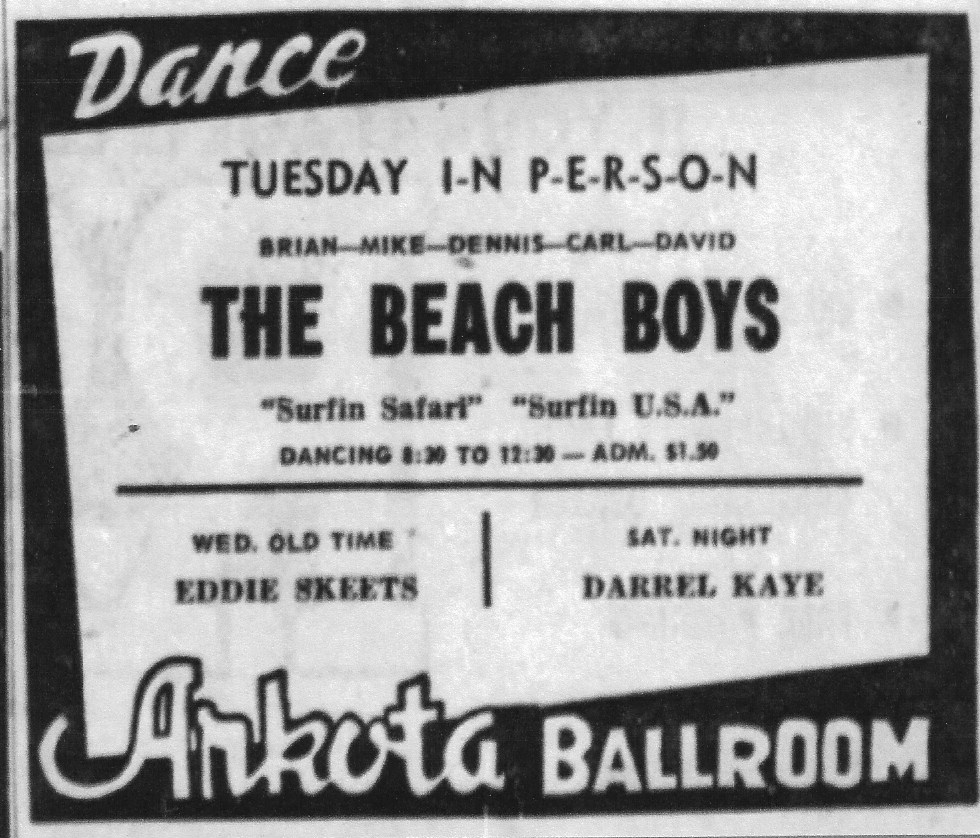 Dance
TUESDAY I-N P-E-R-S-O-N
BRIAN—MIKE—DENNIS—CARL—DAVID
THE BEACH BOYS
"Surfin Safari" "Surfin U.S.A."
DANCING 8:30 TO 12:30 — ADM. $1.50
WED. OLD TIME
EDDIE SKEETS
SAT. NIGHT
DARREL KAYE
Arkota BALLROOM